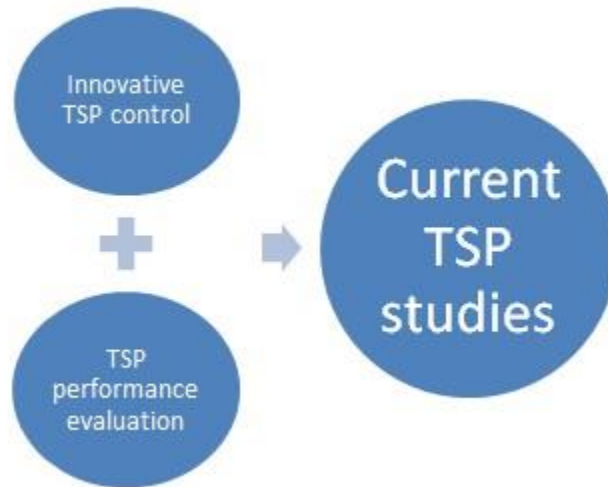 Innovative
TSP control
TSP
performance
evaluation
Current
TSP
studies